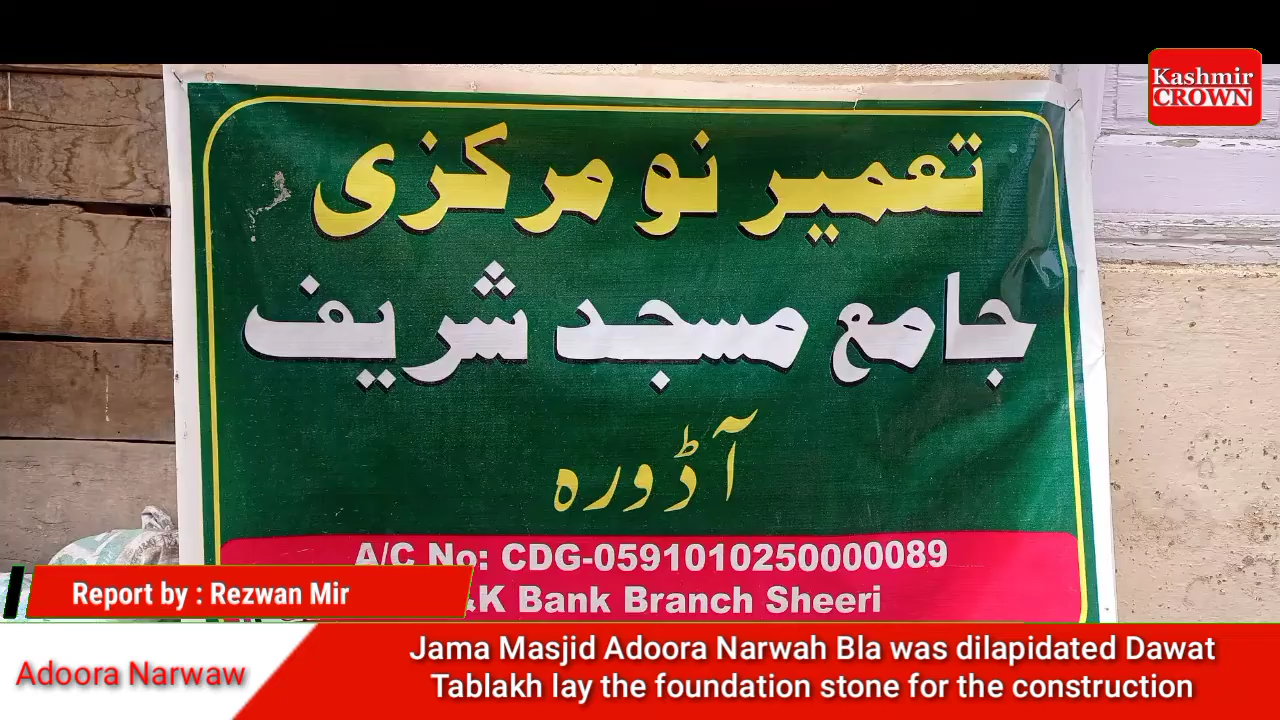 Kashmir
CROWN
تعمیر نو مرکزی
جامع مسجد شریف
آڈورہ
A/C No: CDG-0591010250000089
&K Bank Branch Sheeri
Report by : Rezwan Mir
Adoora Narwaw
Jama Masjid Adoora Narwah Bla was dilapidated Dawat
Tablakh lay the foundation stone for the construction